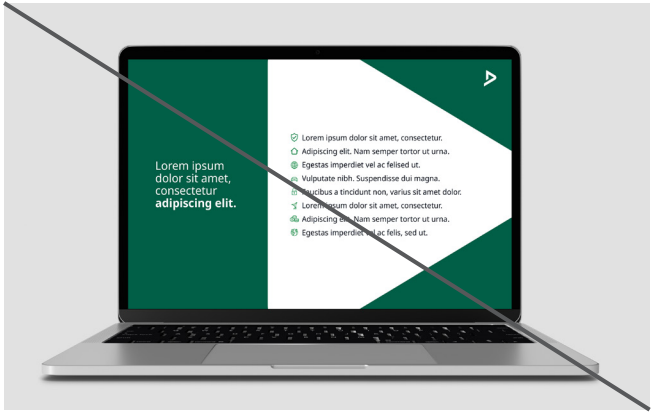 Lorem ipsum
dolor sit amet,
consectetur
adipiscing elit.
Lorem ipsum dolor sit amet, consectetur.
Adipiscing elit. Nam semper tortor ut urna.
Egestas imperdiet vel ac felised ut.
Vulputate nibh. Suspendisse dui magna.
Faucibus a tincidunt non, varius sit amet dolor.
Lorem ipsum dolor sit amet, consectetur.
Adipiscing elit. Nam semper tortor ut urna.
Egestas imperdiet vel ac felis, sed ut.